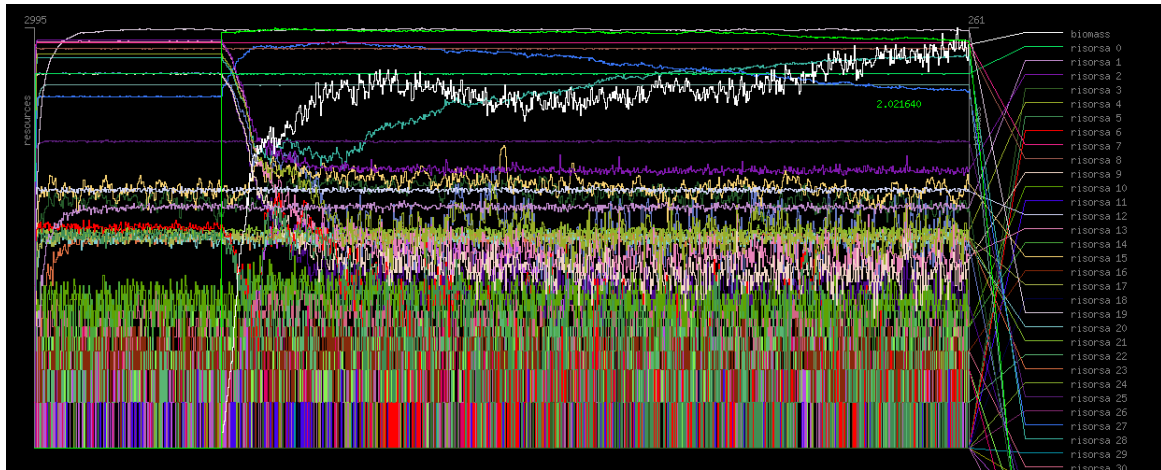 2995
261
resources
2.021640
biomass
risorsa 0
risorsa 1
risorsa 2
risorsa 3
risorsa 4
risorsa 5
risorsa 6
risorsa 7
risorsa 8
risorsa 9
risorsa 10
risorsa 11
risorsa 12
risorsa 13
risorsa 14
risorsa 15
risorsa 16
risorsa 17
risorsa 18
risorsa 19
risorsa 20
risorsa 21
risorsa 22
risorsa 23
risorsa 24
risorsa 25
risorsa 26
risorsa 27
risorsa 28
risorsa 29
risorsa 30